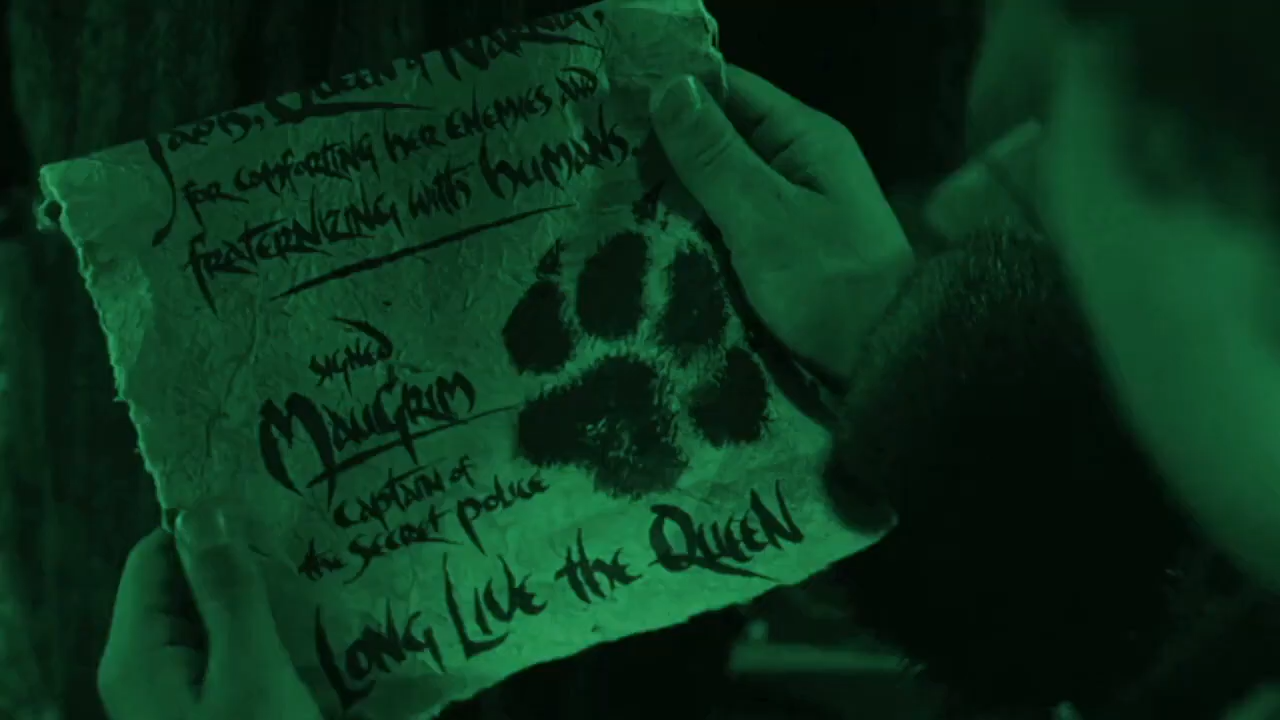 Jadis, Queen of Narnia,
for comforting her enemies and
fraternizing with humans.
signed
Maugrim
Captain of
the Secret Police
Long Live the Queen